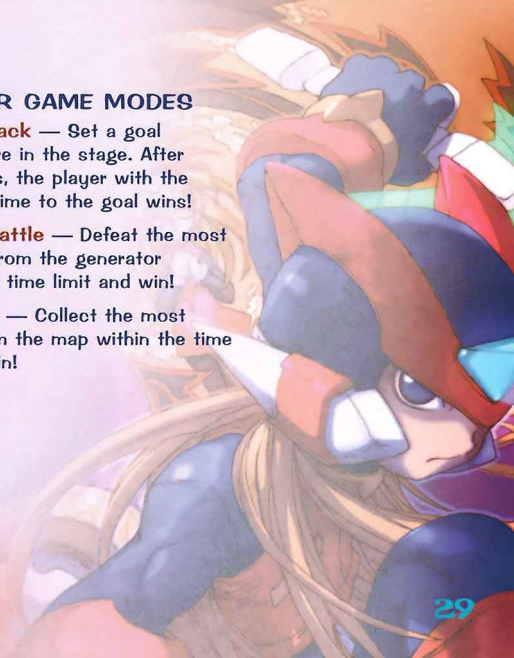 R GAME MODES
ack — Set a goal
re in the stage. After
s, the player with the
ime to the goal wins!
attle — Defeat the most
rom the generator
time limit and win!
— Collect the most
n the map within the time
in!
29